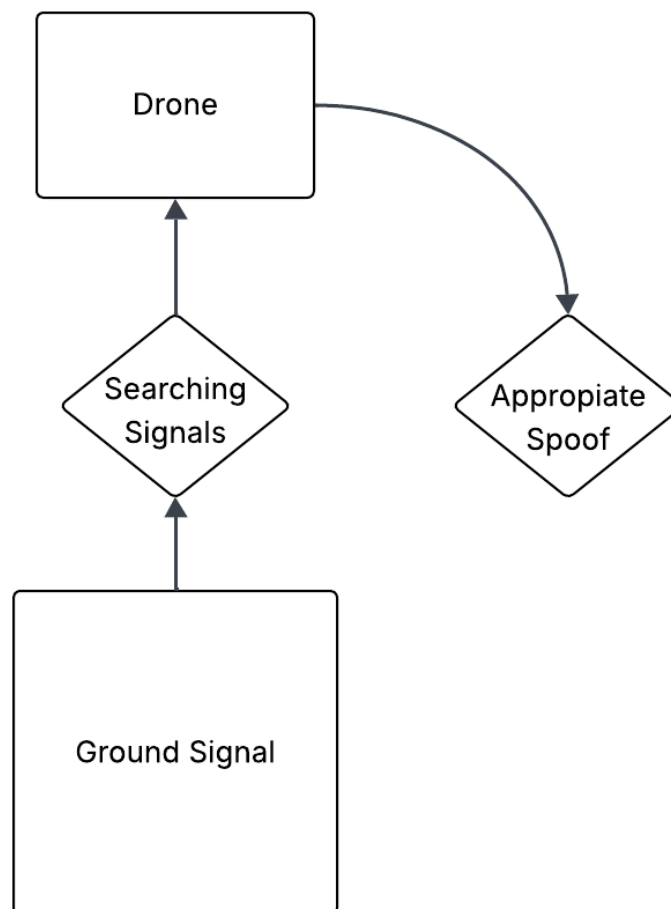 Drone
Searching
Signals
Appropiate
Spoof
Ground Signal